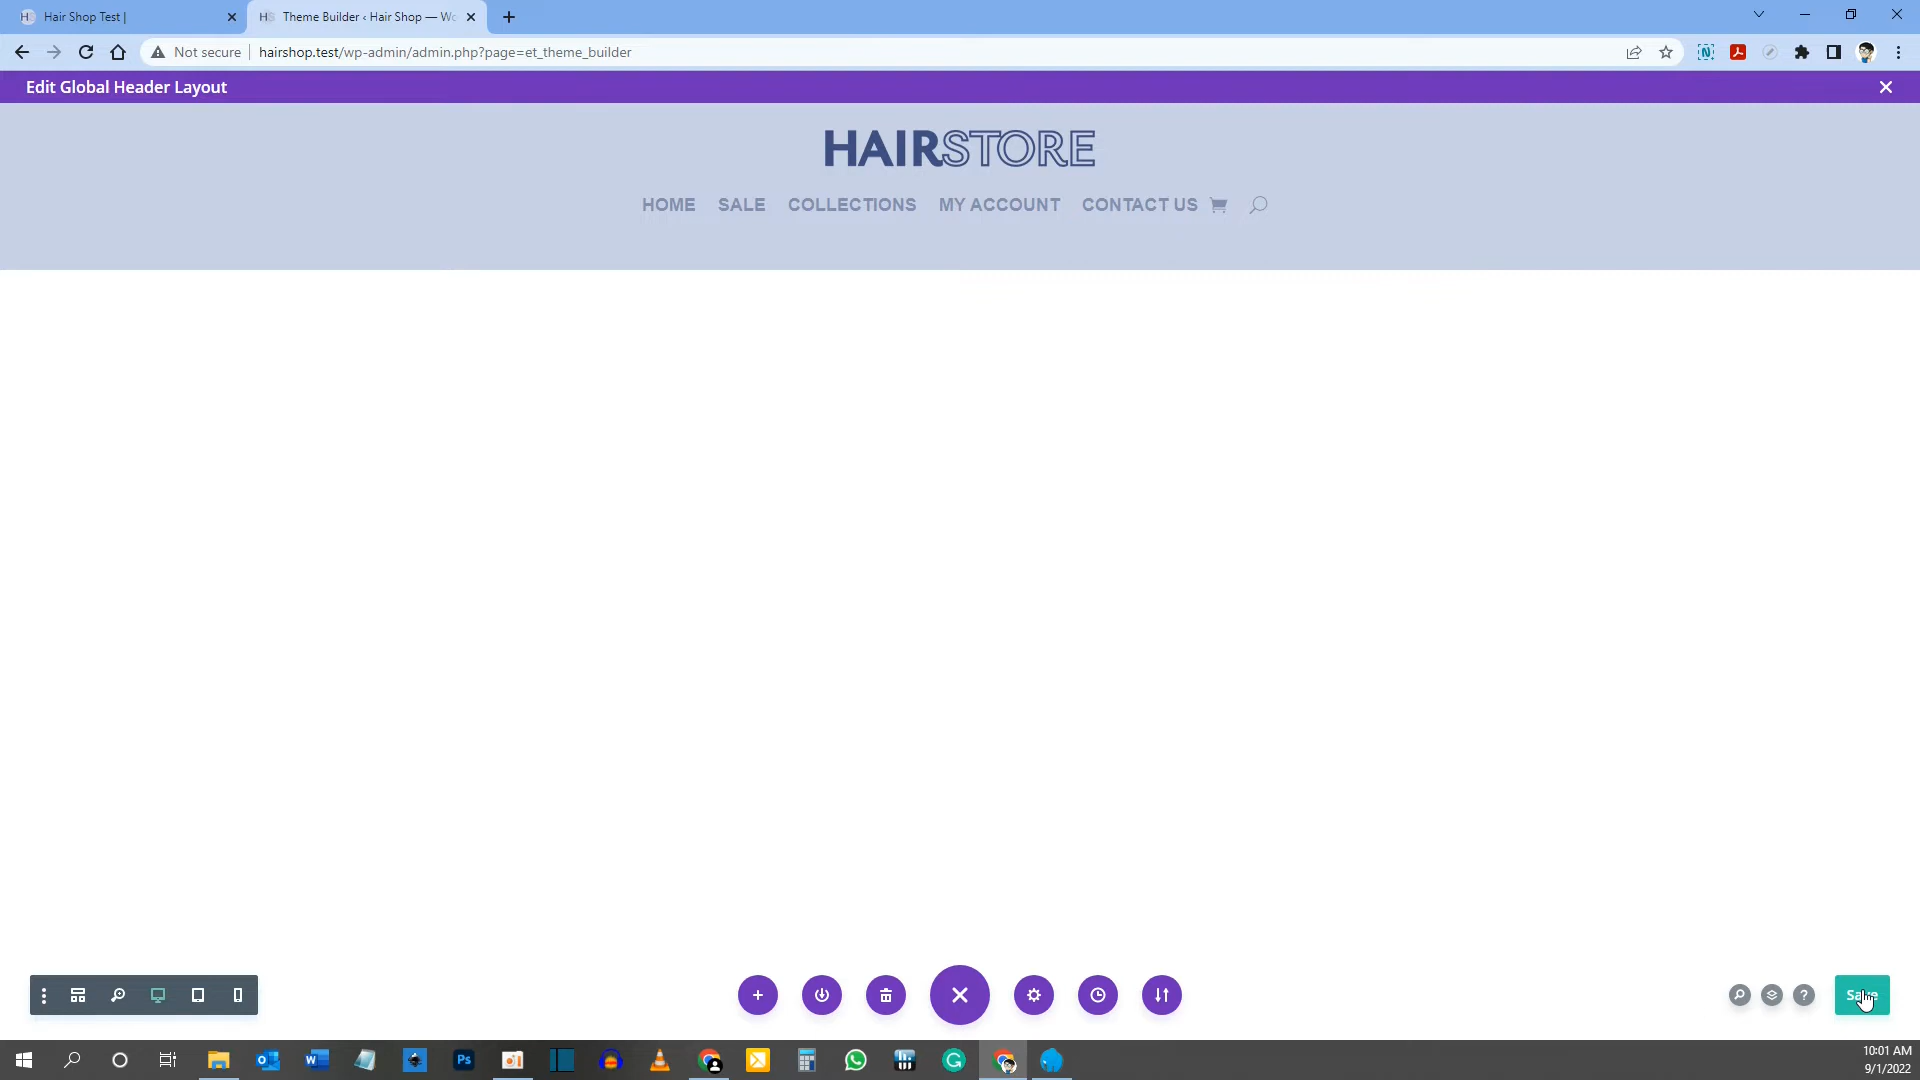 Hair Shop Test |
Theme Builder ‹ Hair Shop — Wo
Not secure
hairshop.test/wp-admin/admin.php?page=et_theme_builder
Edit Global Header Layout
HAIRSTORE
HOME SALE COLLECTIONS MY ACCOUNT CONTACT US
Save
10:01 AM
9/1/2022